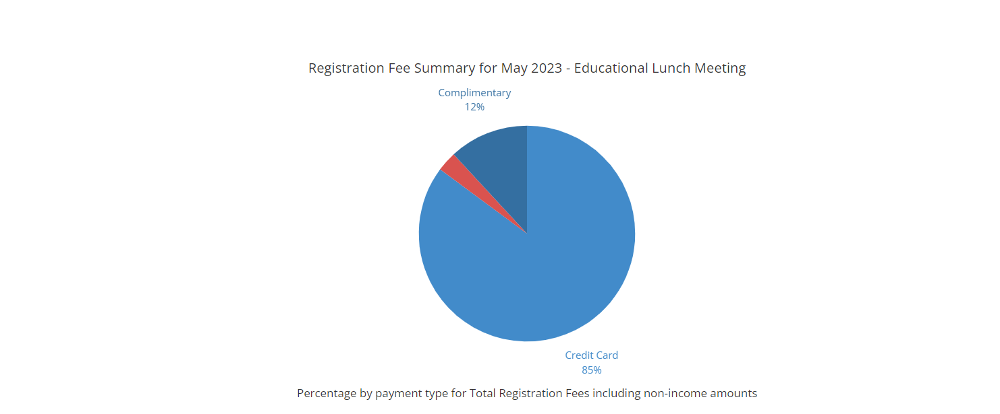 Registration Fee Summary for May 2023 - Educational Lunch Meeting
Complimentary
12%
Credit Card
85%
Percentage by payment type for Total Registration Fees including non-income amounts